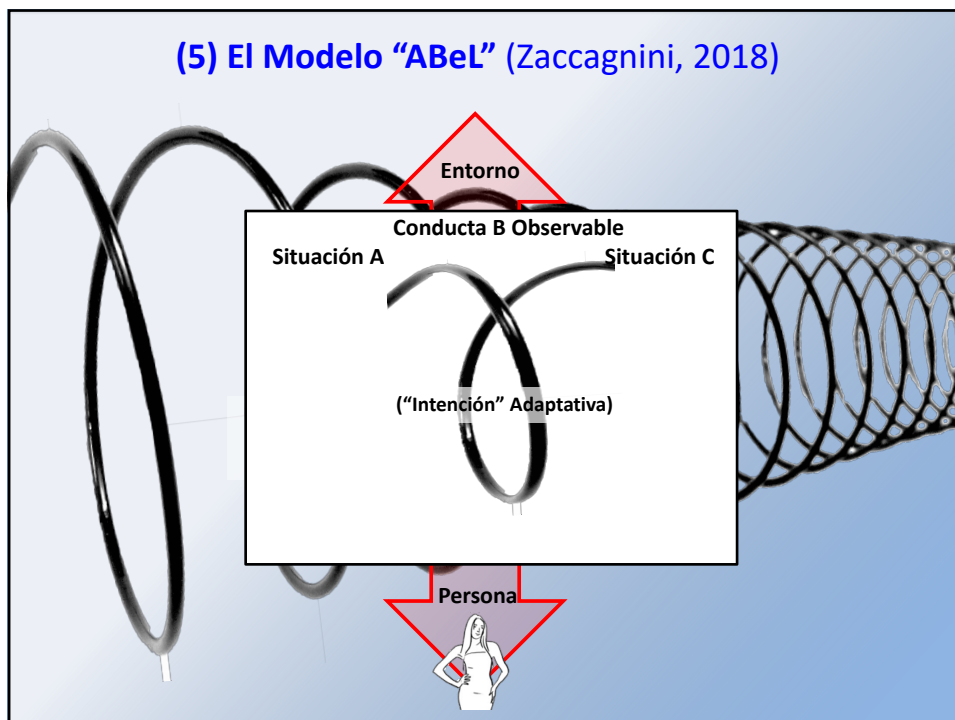 (5) El Modelo “ABeL” (Zaccagnini, 2018)
Entorno
Conducta B Observable
Situación A
Situación C
(“Intención” Adaptativa)
Persona